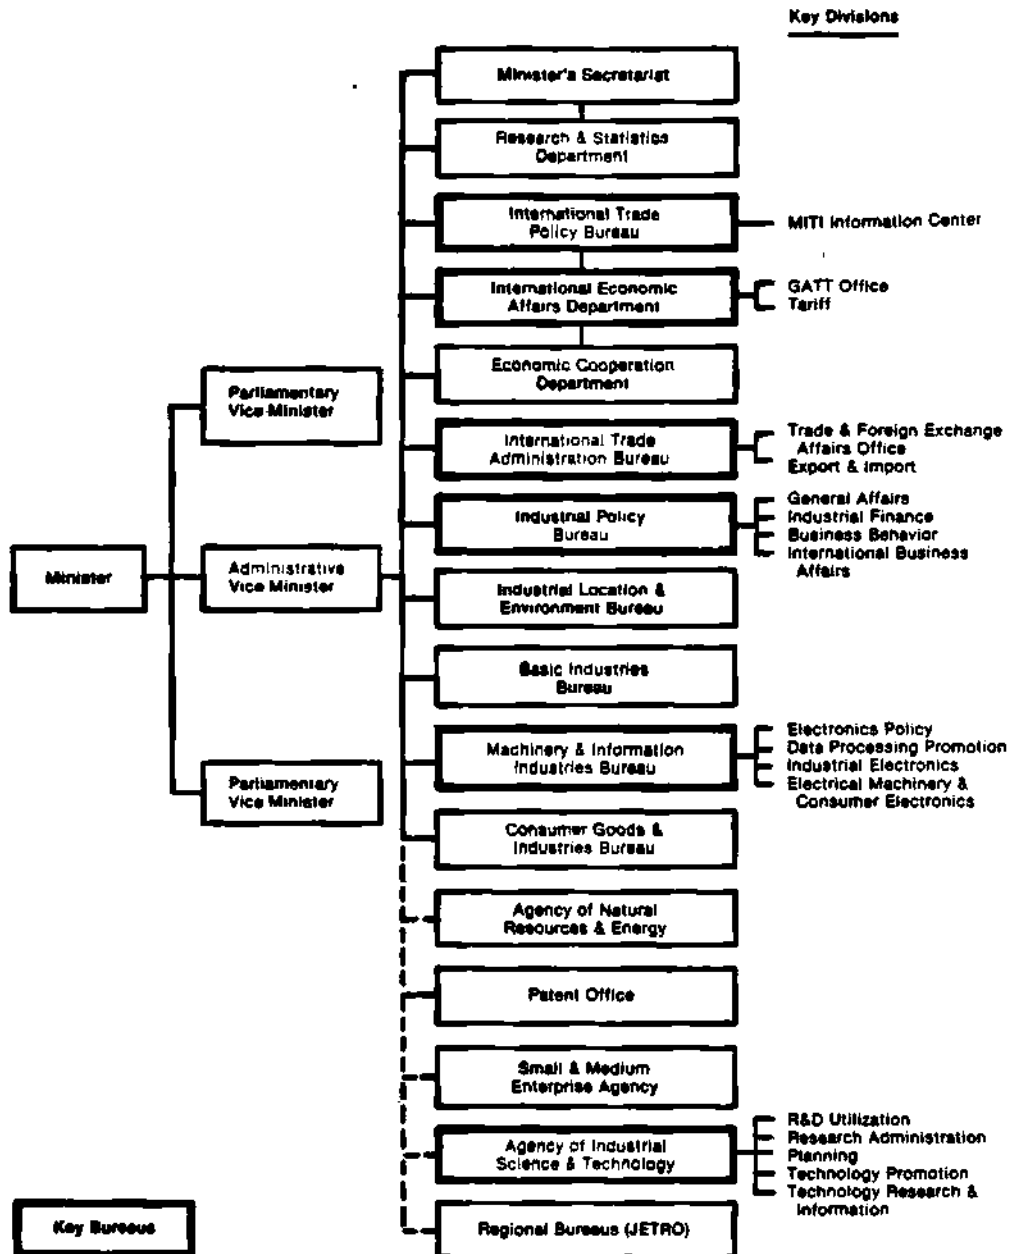 Key Divisions
Minister's Secretariat
Research & Statistics
Department
International Trade
Policy Bureau
MITI Information Center
International Economic
Affairs Department
GATT Office
Tariff
Economic Cooperation
Department
Parliamentary
Vice-Minister
International Trade
Administration Bureau
Trade & Foreign Exchange
Affairs Office
Export & Import
Industrial Policy
Bureau
General Affairs
Industrial Finance
Business Behavior
International Business
Affairs
Minister
Administrative
Vice Minister
Industrial Location &
Environment Bureau
Basic Industries
Bureau
Machinery & Information
Industries Bureau
Electronics Policy
Data Processing Promotion
Industrial Electronics
Electrical Machinery &
Consumer Electronics
Parliamentary
Vice Minister
Consumer Goods &
Industries Bureau
Agency of Natural
Resources & Energy
Patent Office
Small & Medium
Enterprise Agency
Agency of Industrial
Science & Technology
R&D Utilization
Research Administration
Planning
Technology Promotion
Technology Research &
Information
Key Bureaus
Regional Bureaus (JETRO)